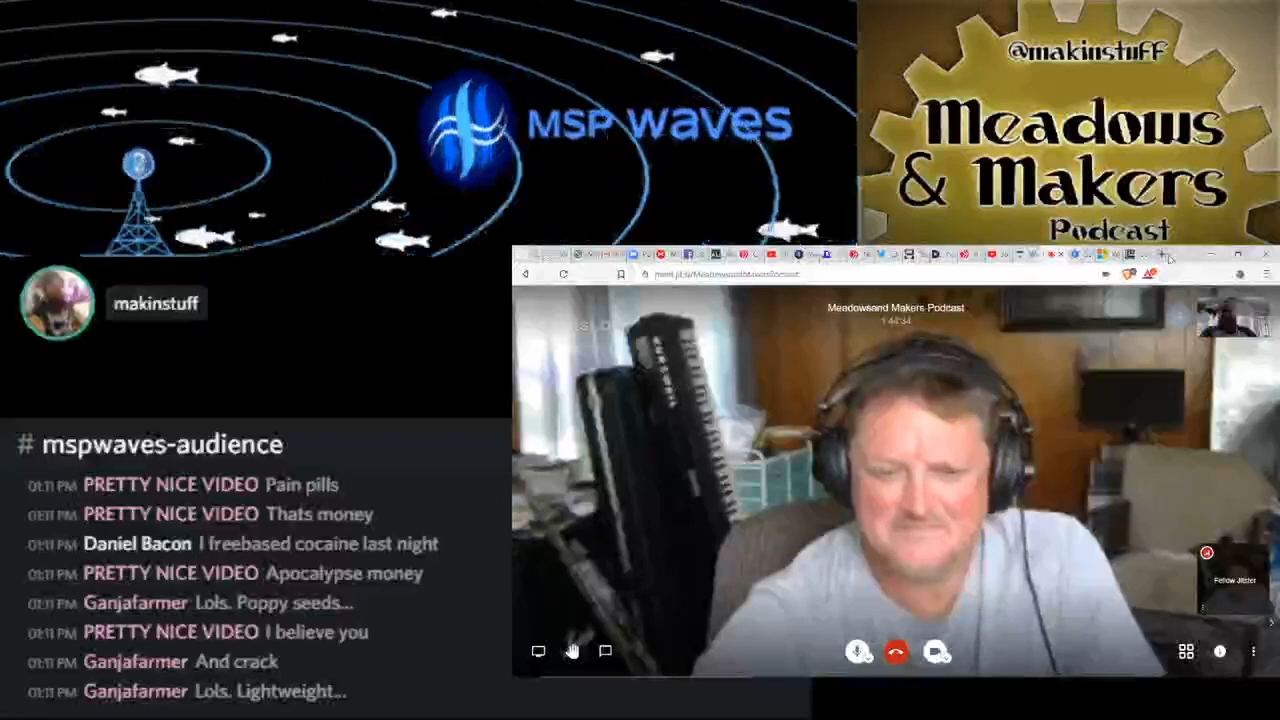 MSP waves
@makinstuff
Meadows
& Makers
Podcast
makinstuff
Meadowsand Makers Podcast
1:44:34
# mspwaves-audience
01:11 PM PRETTY NICE VIDEO Pain pills
01:11 PM PRETTY NICE VIDEO Thats money
01:11 PM Daniel Bacon I freebased cocaine last night
01:11 PM PRETTY NICE VIDEO Apocalypse money
01:11 PM Ganjafarmer Lols. Poppy seeds...
01:11 PM PRETTY NICE VIDEO I believe you
01:11 PM Ganjafarmer And crack
01:11 PM Ganjafarmer Lols. Lightweight...
Fellow Jitster